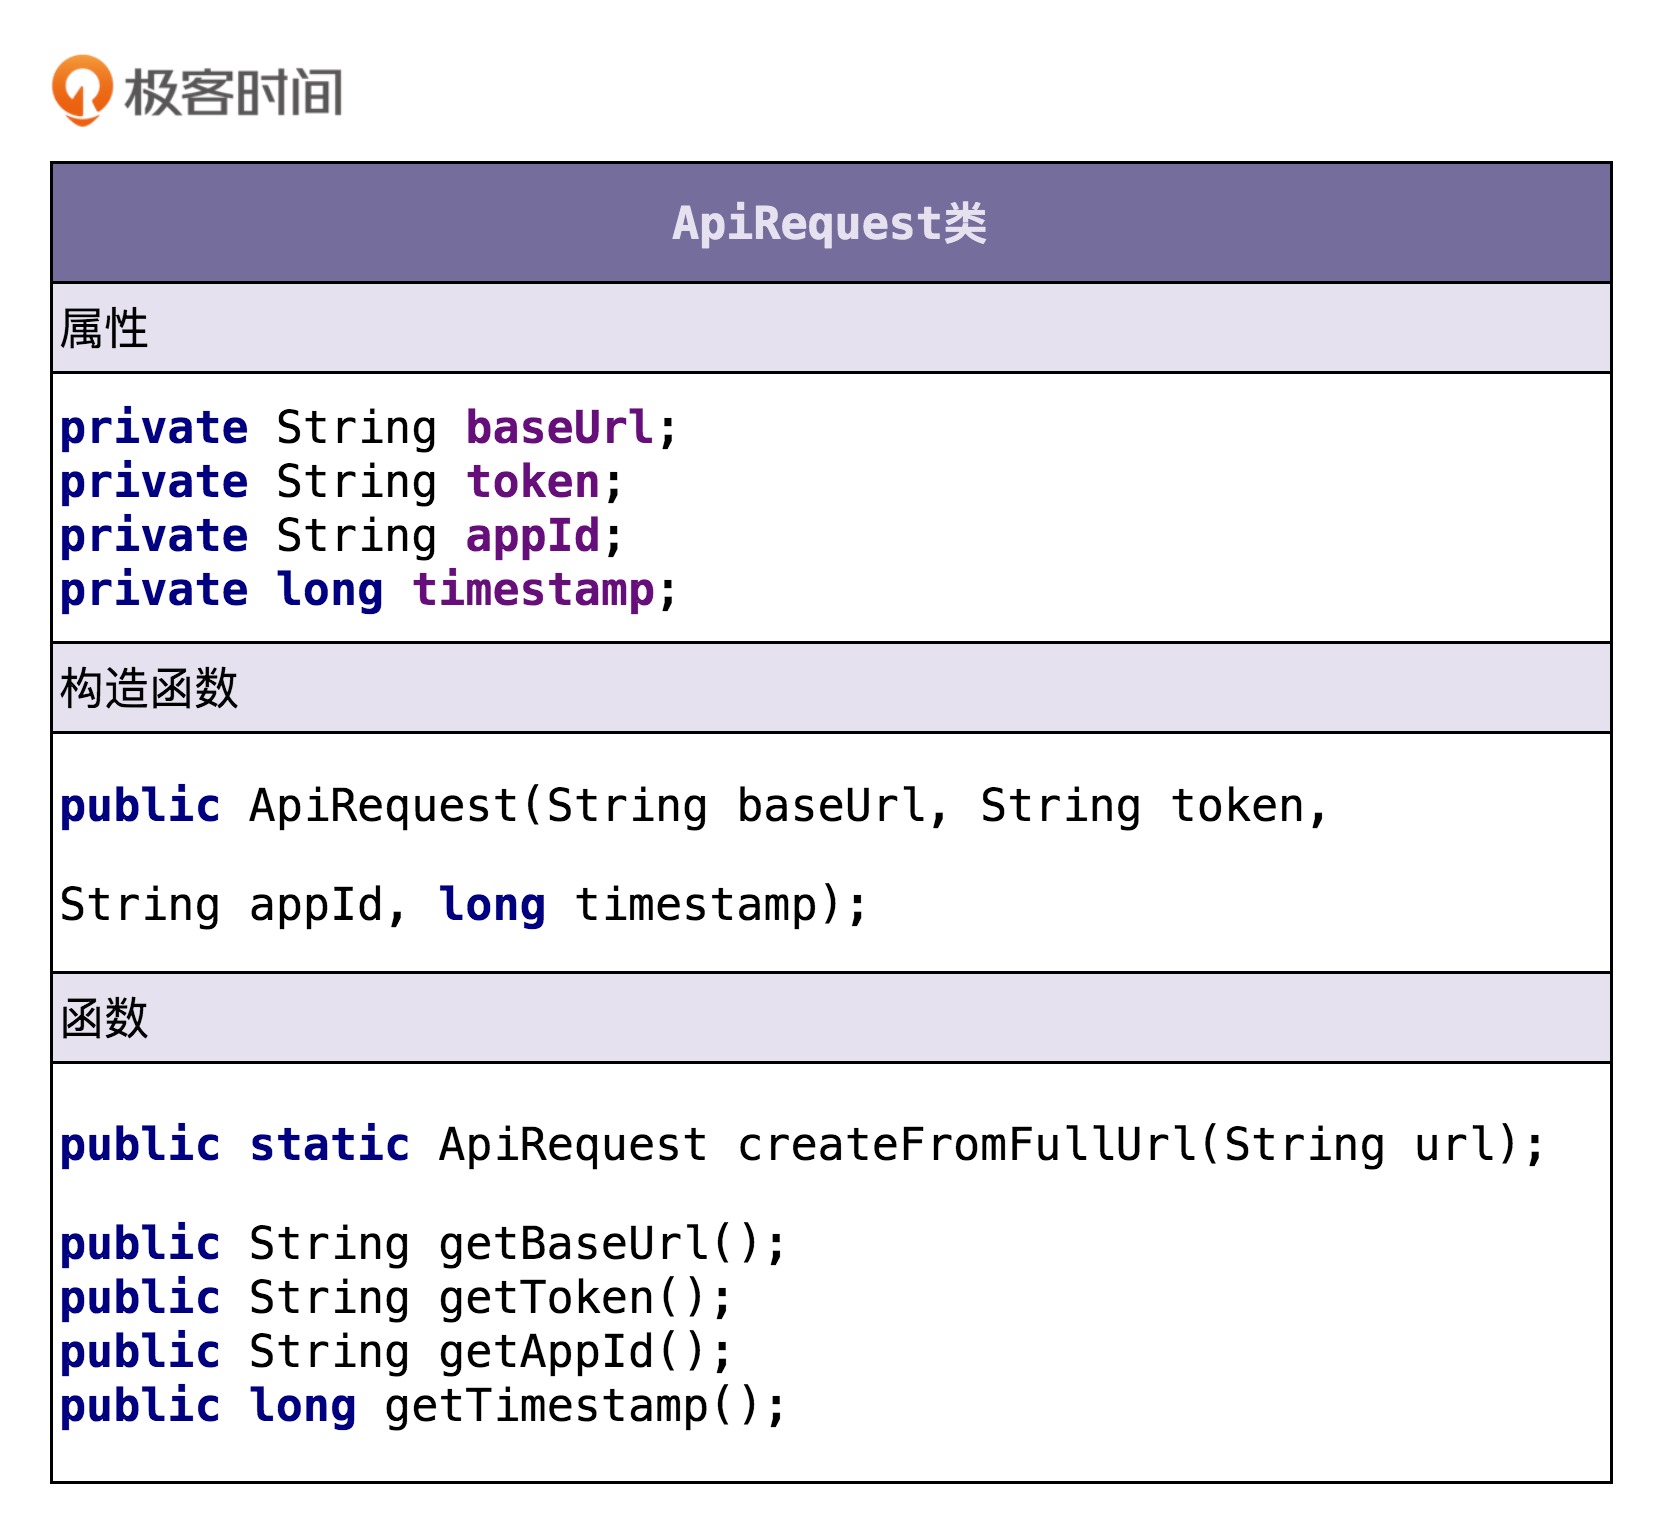 极客时间
ApiRequest类
属性
private String baseUrl;
private String token;
private String appId;
private long timestamp;
构造函数
public ApiRequest(String baseUrl, String token,
String appId, long timestamp);
函数
public static ApiRequest createFromFullUrl(String url);
public String getBaseUrl();
public String getToken();
public String getAppId();
public long getTimestamp();